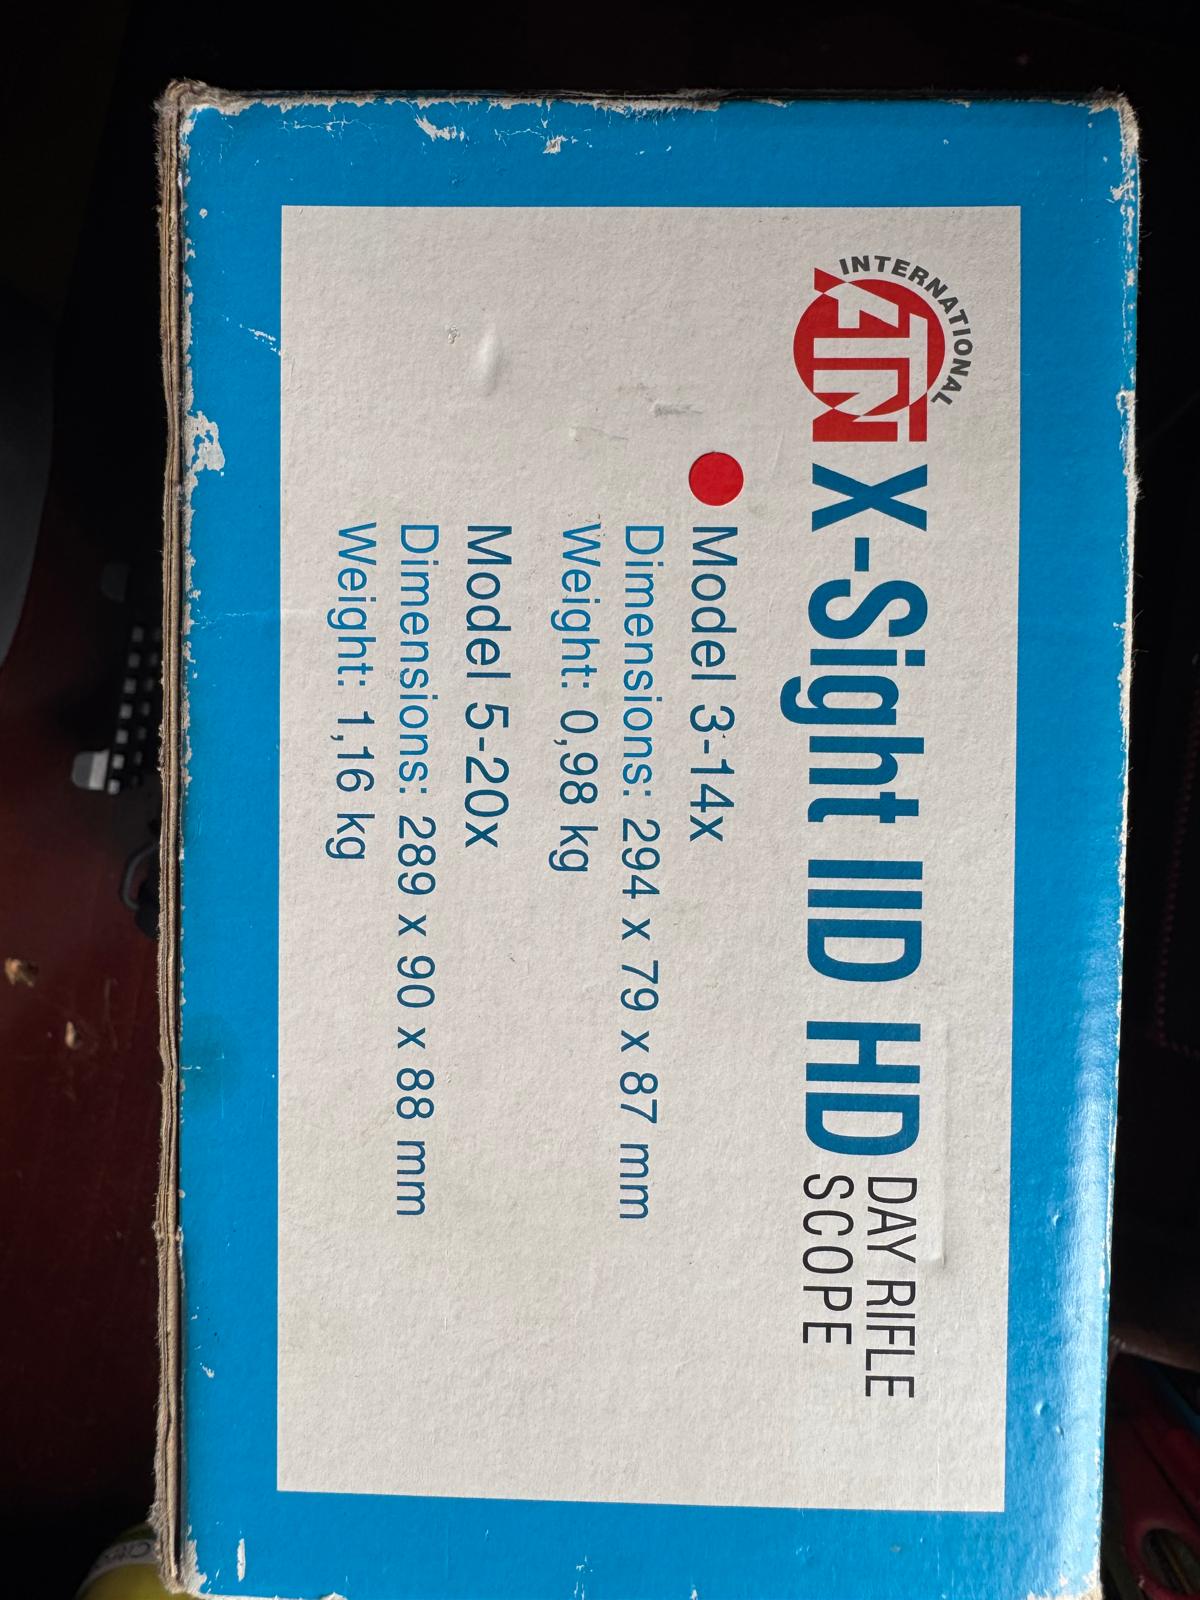 INTERNATIONAL
ATN
X-Sight IID HD DAY RIFLE
SCOPE
Model 3-14x
Dimensions: 294 x 79 x 87 mm
Weight: 0,98 kg
Model 5-20x
Dimensions: 289 x 90 x 88 mm
Weight: 1,16 kg